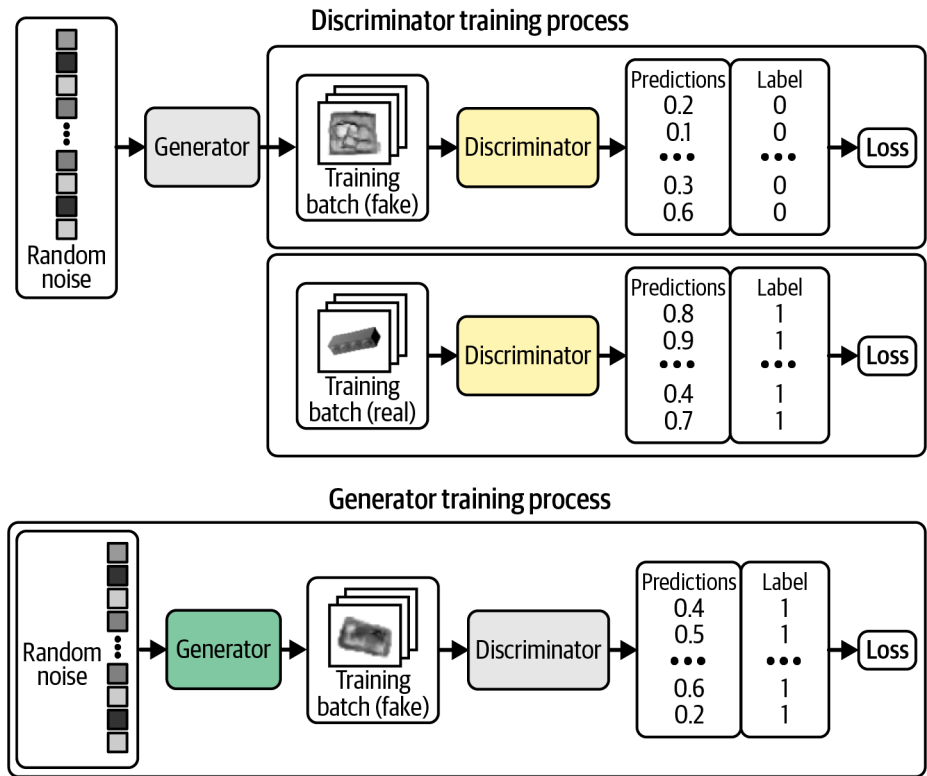 Discriminator training process
Random
noise
Generator
Training
batch (fake)
Discriminator
Predictions
0.2
0.1
•••
0.3
0.6
Label
0
0
•••
0
0
Loss
Training
batch (real)
Discriminator
Predictions
0.8
0.9
•••
0.4
0.7
Label
1
1
•••
1
1
Loss
Generator training process
Random
noise
Generator
Training
batch (fake)
Discriminator
Predictions
0.4
0.5
•••
0.6
0.2
Label
1
1
•••
1
1
Loss